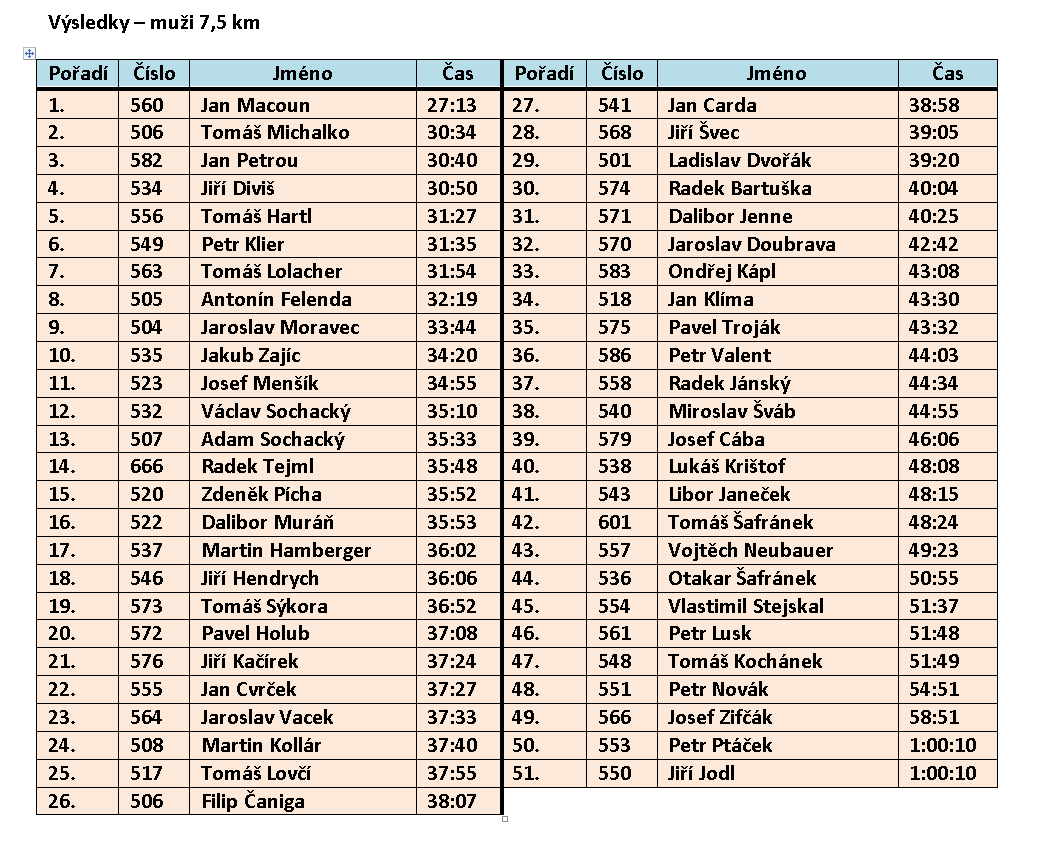 Výsledky – muži 7,5 km
Pořadí Číslo Jméno Čas Pořadí Číslo Jméno Čas
1. 560 Jan Macoun 27:13 27. 541 Jan Carda 38:58
2. 506 Tomáš Michalko 30:34 28. 568 Jiří Švec 39:05
3. 582 Jan Petrou 30:40 29. 501 Ladislav Dvořák 39:20
4. 534 Jiří Diviš 30:50 30. 574 Radek Bartuška 40:04
5. 556 Tomáš Hartl 31:27 31. 571 Dalibor Jenne 40:25
6. 549 Petr Klier 31:35 32. 570 Jaroslav Doubrava 42:42
7. 563 Tomáš Lolacher 31:54 33. 583 Ondřej Kápl 43:08
8. 505 Antonín Felenda 32:19 34. 518 Jan Klíma 43:30
9. 504 Jaroslav Moravec 33:44 35. 575 Pavel Troják 43:32
10. 535 Jakub Zajíc 34:20 36. 586 Petr Valent 44:03
11. 523 Josef Menšík 34:55 37. 558 Radek Jánský 44:34
12. 532 Václav Sochacký 35:10 38. 540 Miroslav Šváb 44:55
13. 507 Adam Sochacký 35:33 39. 579 Josef Cába 46:06
14. 666 Radek Tejml 35:48 40. 538 Lukáš Krištof 48:08
15. 520 Zdeněk Pícha 35:52 41. 543 Libor Janeček 48:15
16. 522 Dalibor Muráň 35:53 42. 601 Tomáš Šafránek 48:24
17. 537 Martin Hamberger 36:02 43. 557 Vojtěch Neubauer 49:23
18. 546 Jiří Hendrych 36:06 44. 536 Otakar Šafránek 50:55
19. 573 Tomáš Sýkora 36:52 45. 554 Vlastimil Stejskal 51:37
20. 572 Pavel Holub 37:08 46. 561 Petr Lusk 51:48
21. 576 Jiří Kačírek 37:24 47. 548 Tomáš Kochánek 51:49
22. 555 Jan Cvrček 37:27 48. 551 Petr Novák 54:51
23. 564 Jaroslav Vacek 37:33 49. 566 Josef Zifčák 58:51
24. 508 Martin Kollár 37:40 50. 553 Petr Ptáček 1:00:10
25. 517 Tomáš Lovčí 37:55 51. 550 Jiří Jodl 1:00:10
26. 506 Filip Čaniga 38:07